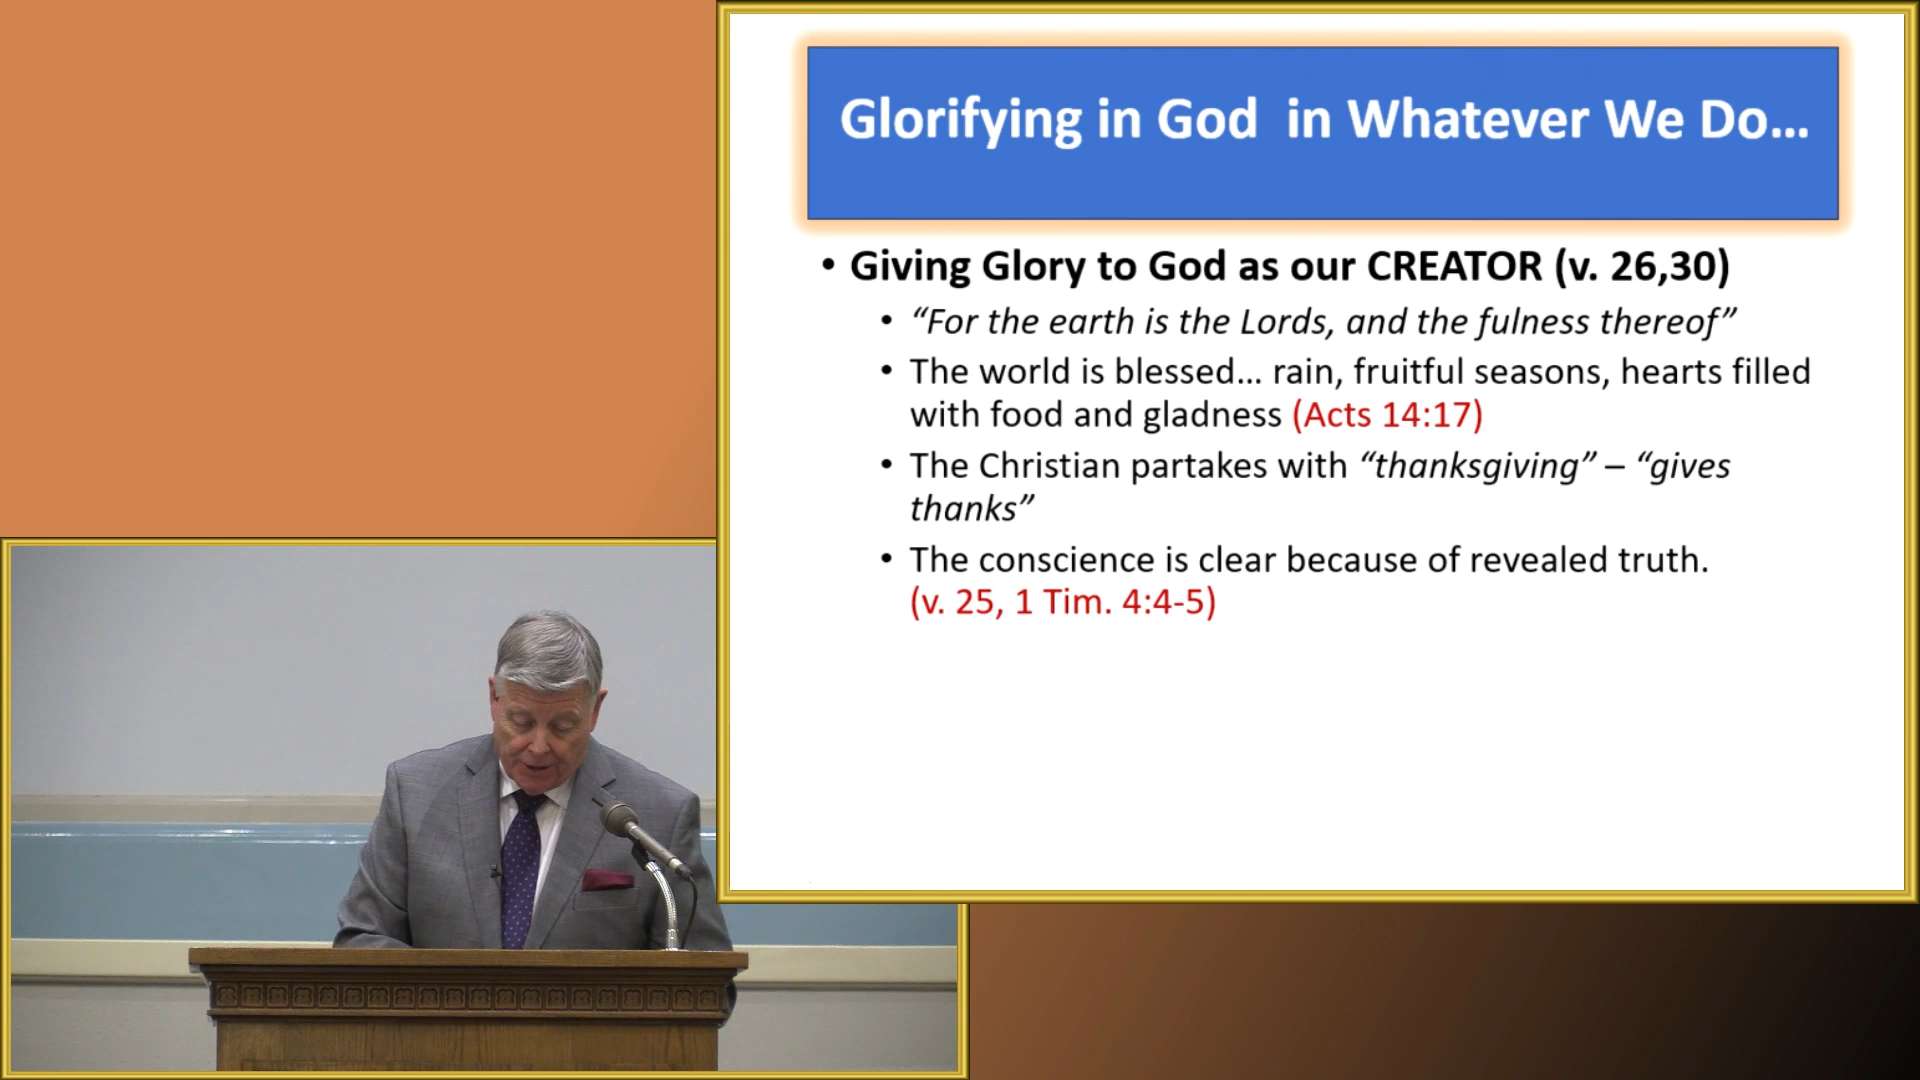 Glorifying in God  in Whatever We Do...
• Giving Glory to God as our CREATOR (v. 26,30)
• “For the earth is the Lords, and the fulness thereof”
• The world is blessed... rain, fruitful seasons, hearts filled
with food and gladness (Acts 14:17)
• The Christian partakes with “thanksgiving” – “gives
thanks”
• The conscience is clear because of revealed truth.
(v. 25, 1 Tim. 4:4-5)